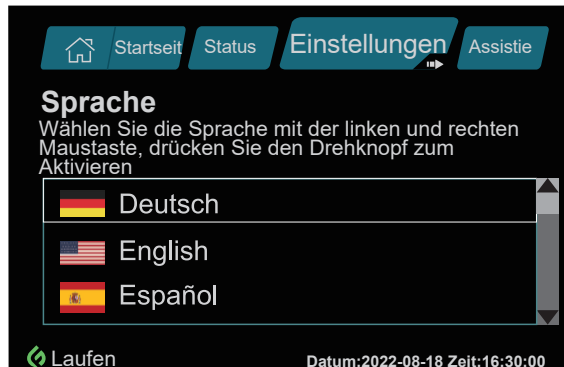 Startseit Status Einstellungen Assistie
Sprache
Wählen Sie die Sprache mit der linken und rechten
Maustaste, drücken Sie den Drehknopf zum
Aktivieren
Deutsch
English
Español
Laufen Datum:2022-08-18 Zeit:16:30:00